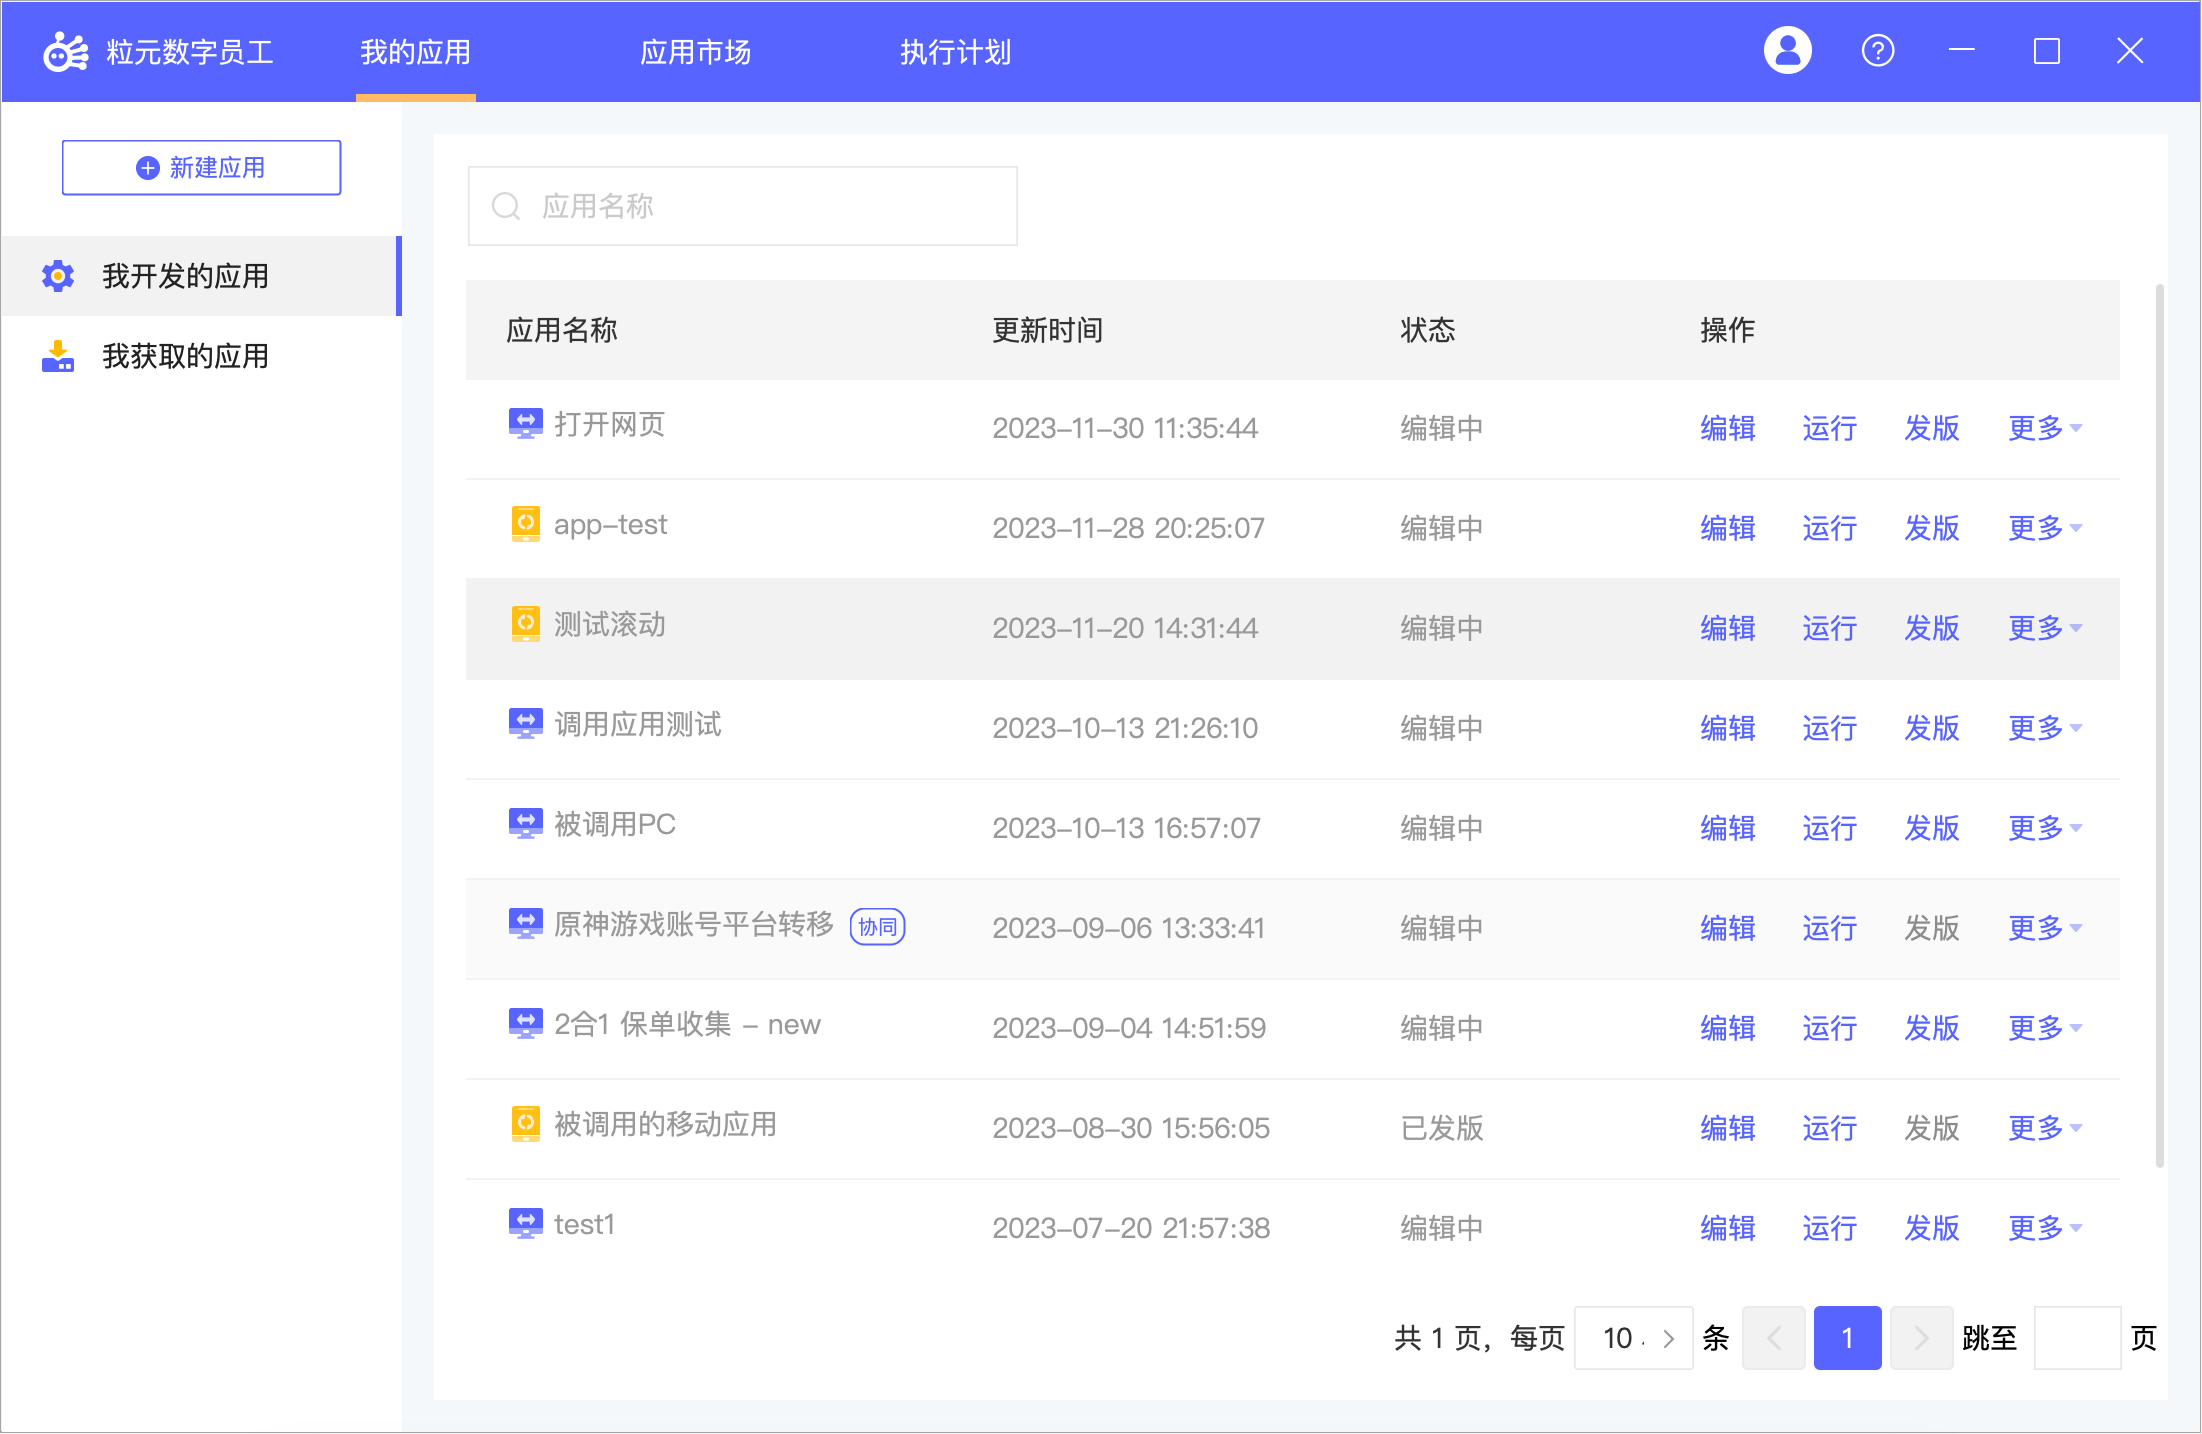 粒元数字员工 我的应用 应用市场 执行计划
新建应用
我开发的应用
我获取的应用
应用名称
应用名称 更新时间 状态 操作
打开网页 2023-11-30 11:35:44 编辑中 编辑 运行 发版 更多
app-test 2023-11-28 20:25:07 编辑中 编辑 运行 发版 更多
测试滚动 2023-11-20 14:31:44 编辑中 编辑 运行 发版 更多
调用应用测试 2023-10-13 21:26:10 编辑中 编辑 运行 发版 更多
被调用PC 2023-10-13 16:57:07 编辑中 编辑 运行 发版 更多
原神游戏账号平台转移 协同 2023-09-06 13:33:41 编辑中 编辑 运行 发版 更多
2合1 保单收集 - new 2023-09-04 14:51:59 编辑中 编辑 运行 发版 更多
被调用的移动应用 2023-08-30 15:56:05 已发版 编辑 运行 发版 更多
test1 2023-07-20 21:57:38 编辑中 编辑 运行 发版 更多
共 1 页，每页 10 条 1 跳至 页